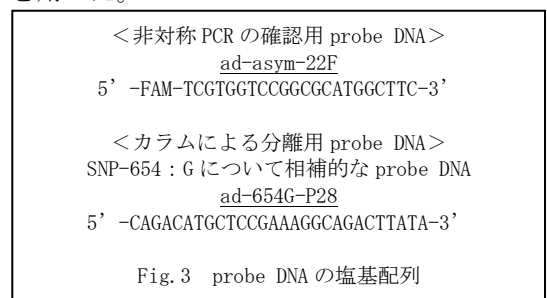 <非対称 PCR の確認用 probe DNA>
ad-asym-22F
5’ -FAM-TCGTGGTCCGGCGCATGGCTTC-3’
<カラムによる分離用 probe DNA>
SNP-654：G について相補的な probe DNA
ad-654G-P28
5’ -CAGACATGCTCCGAAAGGCAGACTTATA-3’
Fig.3 probe DNA の塩基配列